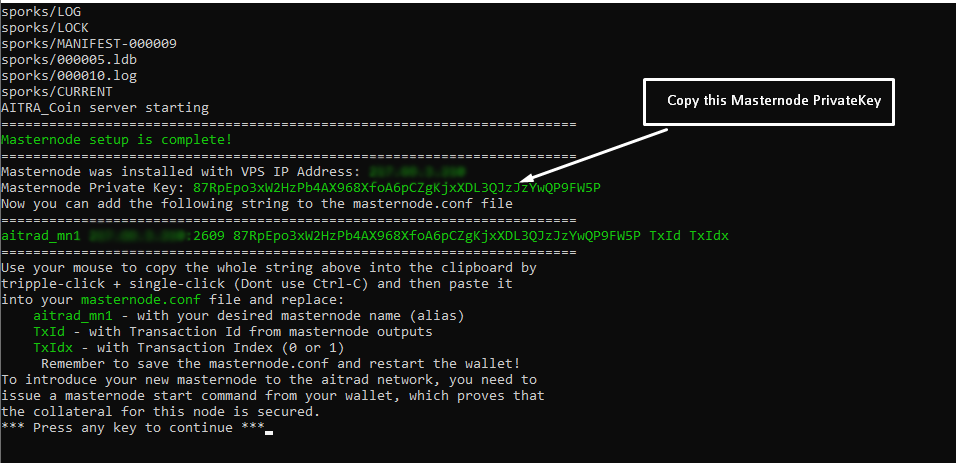 sporks/LOG
sporks/LOCK
sporks/MANIFEST-000009
sporks/000005.ldb
sporks/000010.log
sporks/CURRENT
AITRA_Coin server starting
Copy this Masternode PrivateKey
========================================================================
Masternode setup is complete!
========================================================================
Masternode was installed with VPS IP Address:
Masternode Private Key: 87RpEpo3xW2HzPb4AX968XfoA6pCZgKjxXDL3QJzJzYwQP9FW5P
Now you can add the following string to the masternode.conf file
========================================================================
aitrad_mn1 :2609 87RpEpo3xW2HzPb4AX968XfoA6pCZgKjxXDL3QJzJzYwQP9FW5P TxId TxIdx
========================================================================
Use your mouse to copy the whole string above into the clipboard by
tripple-click + single-click (Dont use Ctrl-C) and then paste it
into your masternode.conf file and replace:
    aitrad_mn1 - with your desired masternode name (alias)
    TxId - with Transaction Id from masternode outputs
    TxIdx - with Transaction Index (0 or 1)
     Remember to save the masternode.conf and restart the wallet!
To introduce your new masternode to the aitrad network, you need to
issue a masternode start command from your wallet, which proves that
the collateral for this node is secured.
*** Press any key to continue ***